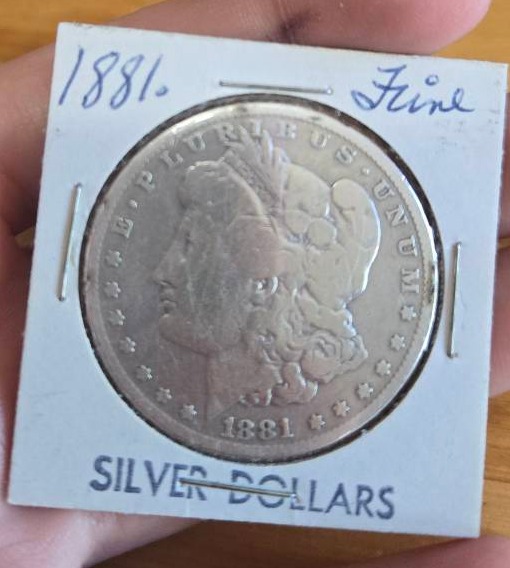 1881. Fine
E·PLURIBUS·UNUM
1881
SILVER DOLLARS